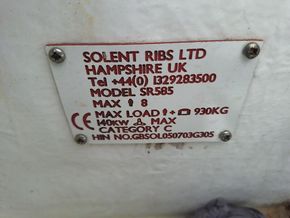 SOLENT RIBS LTD
HAMPSHIRE UK
Tel +44(0) 1329283500
MODEL SR585
MAX 8
MAX LOAD + 930KG
CE 140KW MAX
CATEGORY C
HIN NO.GBSOL050703G305